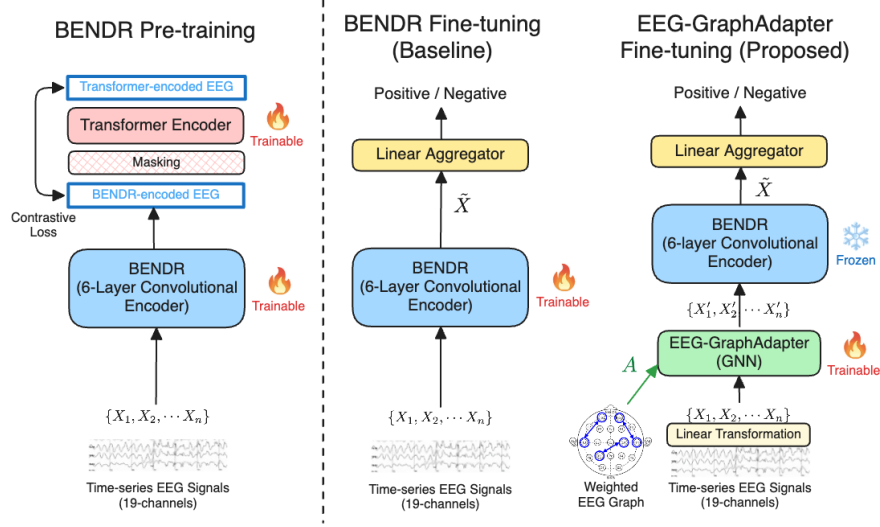 BENDR Pre-training
Transformer-encoded EEG
Transformer Encoder
Trainable
Masking
BENDR-encoded EEG
Contrastive
Loss
BENDR
(6-Layer Convolutional
Encoder)
Trainable
{X₁, X₂, ⋯ Xₙ}
Time-series EEG Signals
(19-channels)
BENDR Fine-tuning
(Baseline)
Positive / Negative
Linear Aggregator
X̃
BENDR
(6-Layer Convolutional
Encoder)
Trainable
{X₁, X₂, ⋯ Xₙ}
Time-series EEG Signals
(19-channels)
EEG-GraphAdapter
Fine-tuning (Proposed)
Positive / Negative
Linear Aggregator
X̃
BENDR
(6-layer Convolutional
Encoder)
Frozen
{X′₁, X′₂, ⋯ X′ₙ}
EEG-GraphAdapter
(GNN)
Trainable
A
{X₁, X₂, ⋯ Xₙ}
Linear Transformation
Weighted
EEG Graph
Time-series EEG Signals
(19-channels)